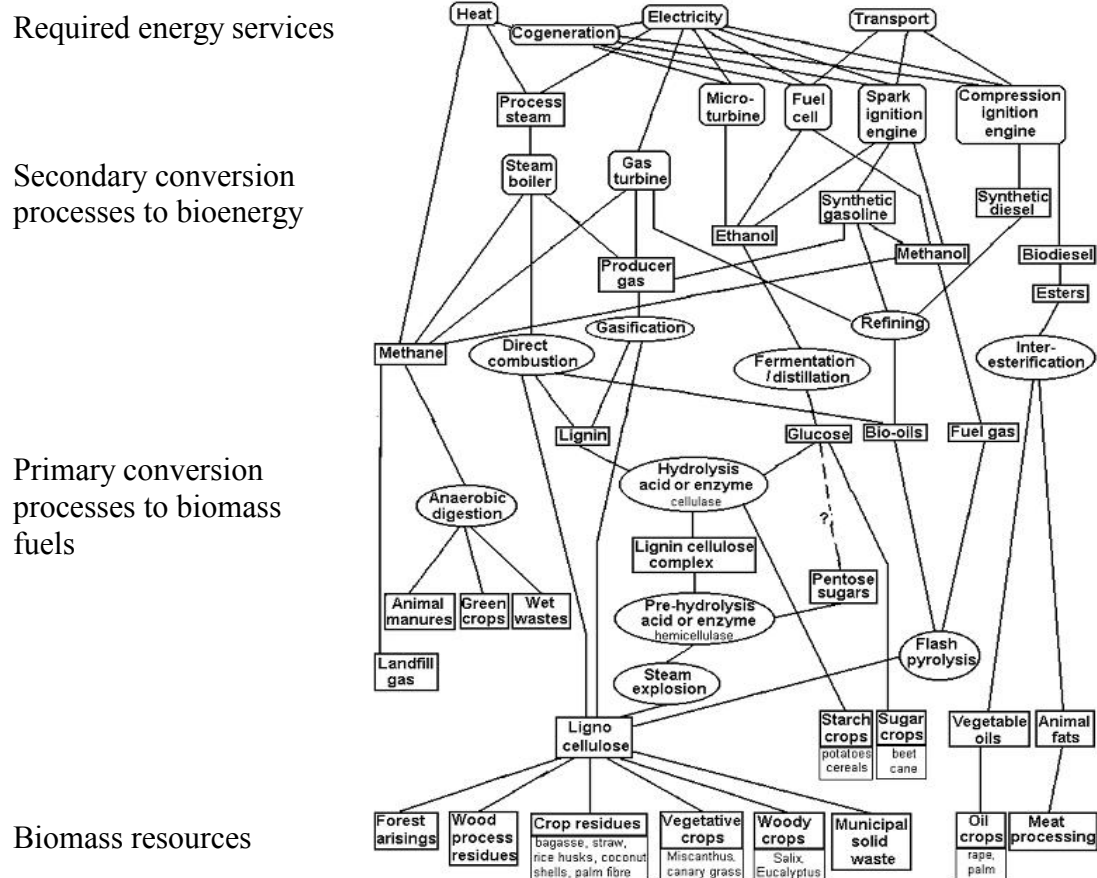 Required energy services
Heat
Electricity
Transport
Cogeneration
Process
steam
Micro-
turbine
Fuel
cell
Spark
ignition
engine
Compression
ignition
engine
Secondary conversion
processes to bioenergy
Steam
boiler
Gas
turbine
Synthetic
gasoline
Synthetic
diesel
Ethanol
Methanol
Biodiesel
Producer
gas
Esters
Gasification
Refining
Methane
Direct
combustion
Fermentation
/distillation
Inter-
esterification
Lignin
Glucose
Bio-oils
Fuel gas
Primary conversion
processes to biomass
fuels
Hydrolysis
acid or enzyme
cellulase
Anaerobic
digestion
?
Lignin cellulose
complex
Pentose
sugars
Animal
manures
Green
crops
Wet
wastes
Pre-hydrolysis
acid or enzyme
hemicellulase
Flash
pyrolysis
Landfill
gas
Steam
explosion
Ligno
cellulose
Starch
crops
potatoes
cereals
Sugar
crops
beet
cane
Vegetable
oils
Animal
fats
Biomass resources
Forest
arisings
Wood
process
residues
Crop residues
bagasse, straw,
rice husks, coconut
shells, palm fibre
Vegetative
crops
Miscanthus,
canary grass
Woody
crops
Salix,
Eucalyptus
Municipal
solid
waste
Oil
crops
rape,
palm
Meat
processing